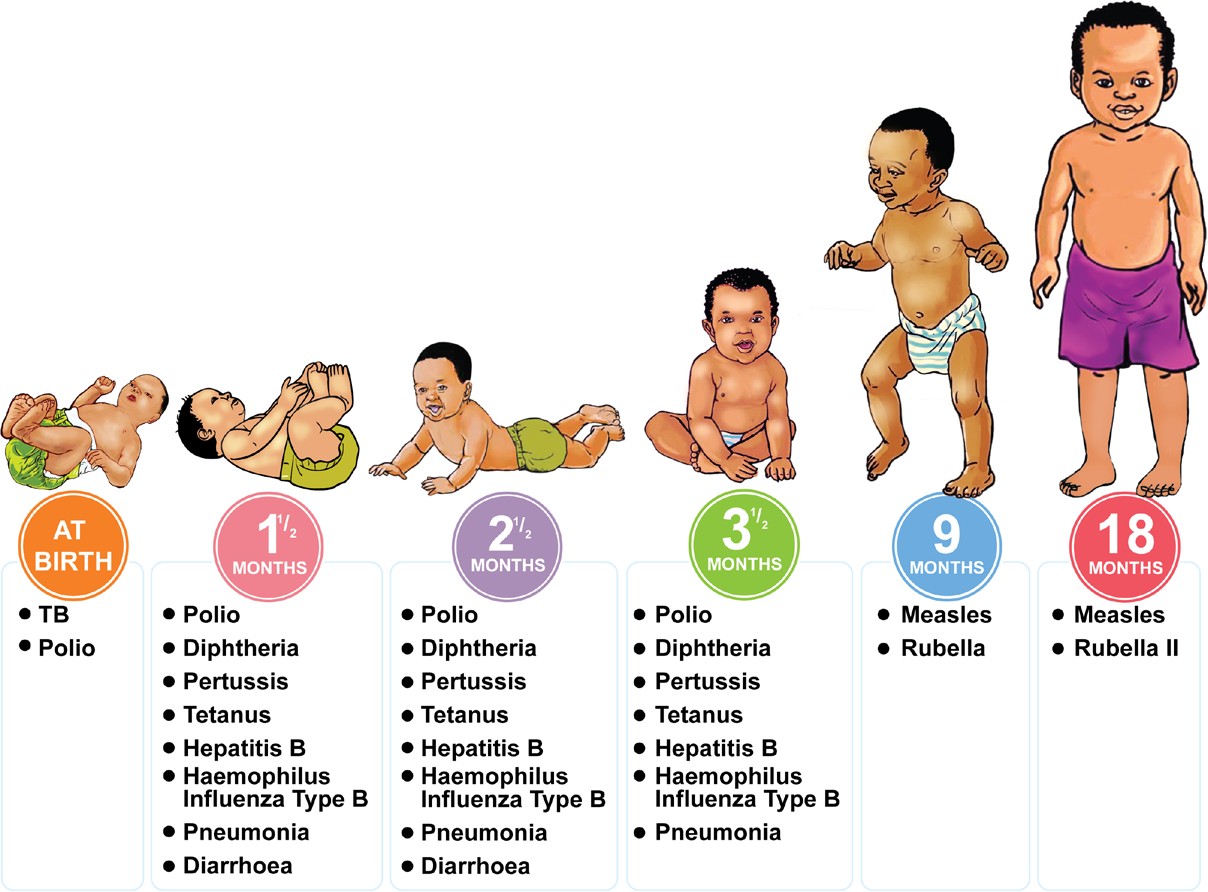 AT
BIRTH
• TB
• Polio
1 1/2
MONTHS
• Polio
• Diphtheria
• Pertussis
• Tetanus
• Hepatitis B
• Haemophilus
Influenza Type B
• Pneumonia
• Diarrhoea
2 1/2
MONTHS
• Polio
• Diphtheria
• Pertussis
• Tetanus
• Hepatitis B
• Haemophilus
Influenza Type B
• Pneumonia
• Diarrhoea
3 1/2
MONTHS
• Polio
• Diphtheria
• Pertussis
• Tetanus
• Hepatitis B
• Haemophilus
Influenza Type B
• Pneumonia
9
MONTHS
• Measles
• Rubella
18
MONTHS
• Measles
• Rubella II